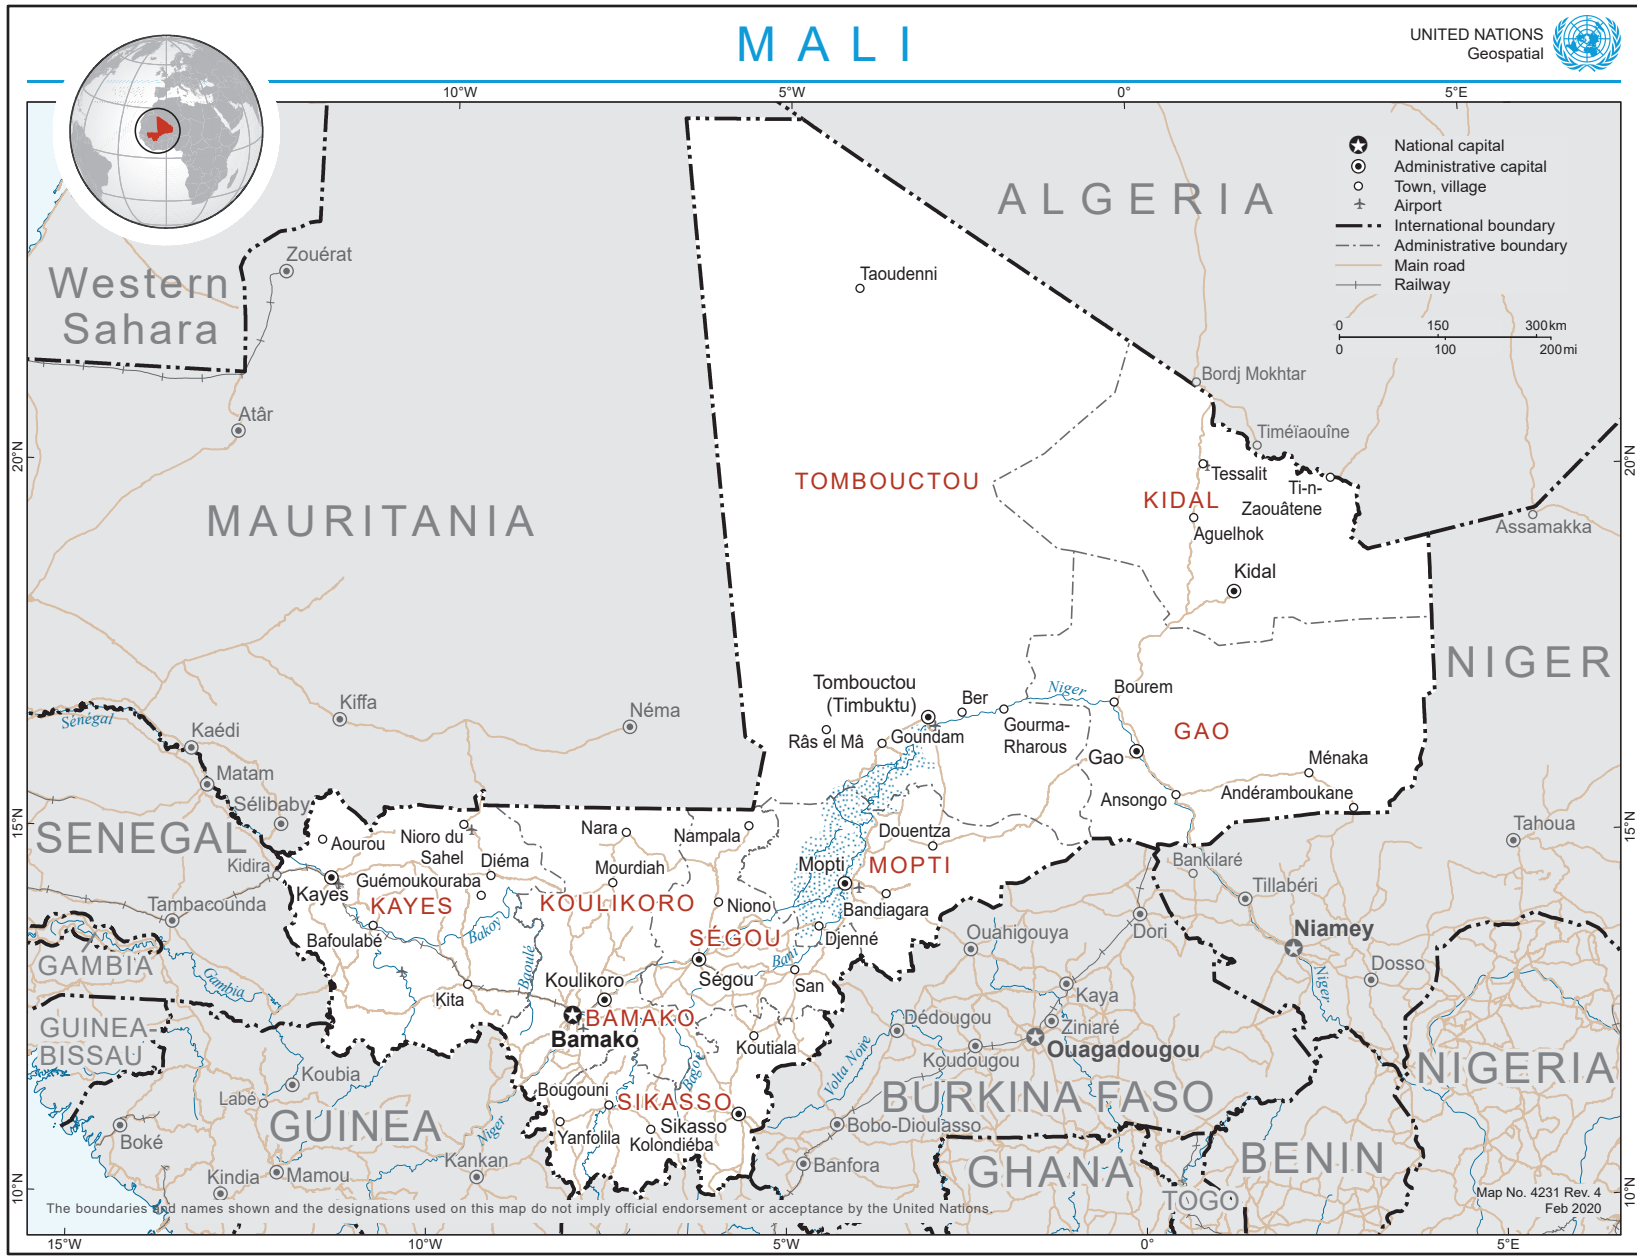 MALI
UNITED NATIONS
Geospatial
10°W
5°W
0°
5°E
National capital
Administrative capital
Town, village
Airport
International boundary
Administrative boundary
Main road
Railway
0
150
300km
0
100
200mi
ALGERIA
Zouérat
Western
Sahara
Taoudenni
Bordj Mokhtar
Atâr
Timéïaouîne
20°N
20°N
Tessalit
TOMBOUCTOU
KIDAL
Ti-n-
Zaouâtene
MAURITANIA
Aguelhok
Assamakka
Kidal
NIGER
Tombouctou
(Timbuktu)
Ber
Niger
Bourem
Kiffa
Néma
Sénégal
Kaédi
Râs el Mâ
Goundam
Gourma-
Rharous
GAO
Gao
Ménaka
Matam
Sélibaby
Ansongo
Andéramboukane
15°N
15°N
SENEGAL
Aourou
Nioro du
Sahel
Nara
Nampala
Douentza
Tahoua
Kidira
Diéma
Mourdiah
Mopti
MOPTI
Bankilaré
Kayes
Guémoukouraba
KAYES
KOULIKORO
Niono
Bandiagara
Tillabéri
Tambacounda
Bafoulabé
Bakoy
SÉGOU
Djenné
Ouahigouya
Dori
Niamey
GAMBIA
Gambia
Baoulé
Bani
Dosso
Koulikoro
Ségou
San
Kita
Kaya
Niger
GUINEA-
BISSAU
BAMAKO
Bamako
Koutiala
Dédougou
Ziniaré
Koudougou
Ouagadougou
Volta Noire
NIGERIA
Koubia
Bougouni
Bagoé
BURKINA FASO
Labé
SIKASSO
GUINEA
Niger
Sikasso
Bobo-Dioulasso
Boké
Yanfolila
Kolondiéba
Kankan
Banfora
GHANA
BENIN
Kindia
Mamou
TOGO
10°N
10°N
Map No. 4231 Rev. 4
Feb 2020
The boundaries and names shown and the designations used on this map do not imply official endorsement or acceptance by the United Nations.
15°W
10°W
5°W
0°
5°E